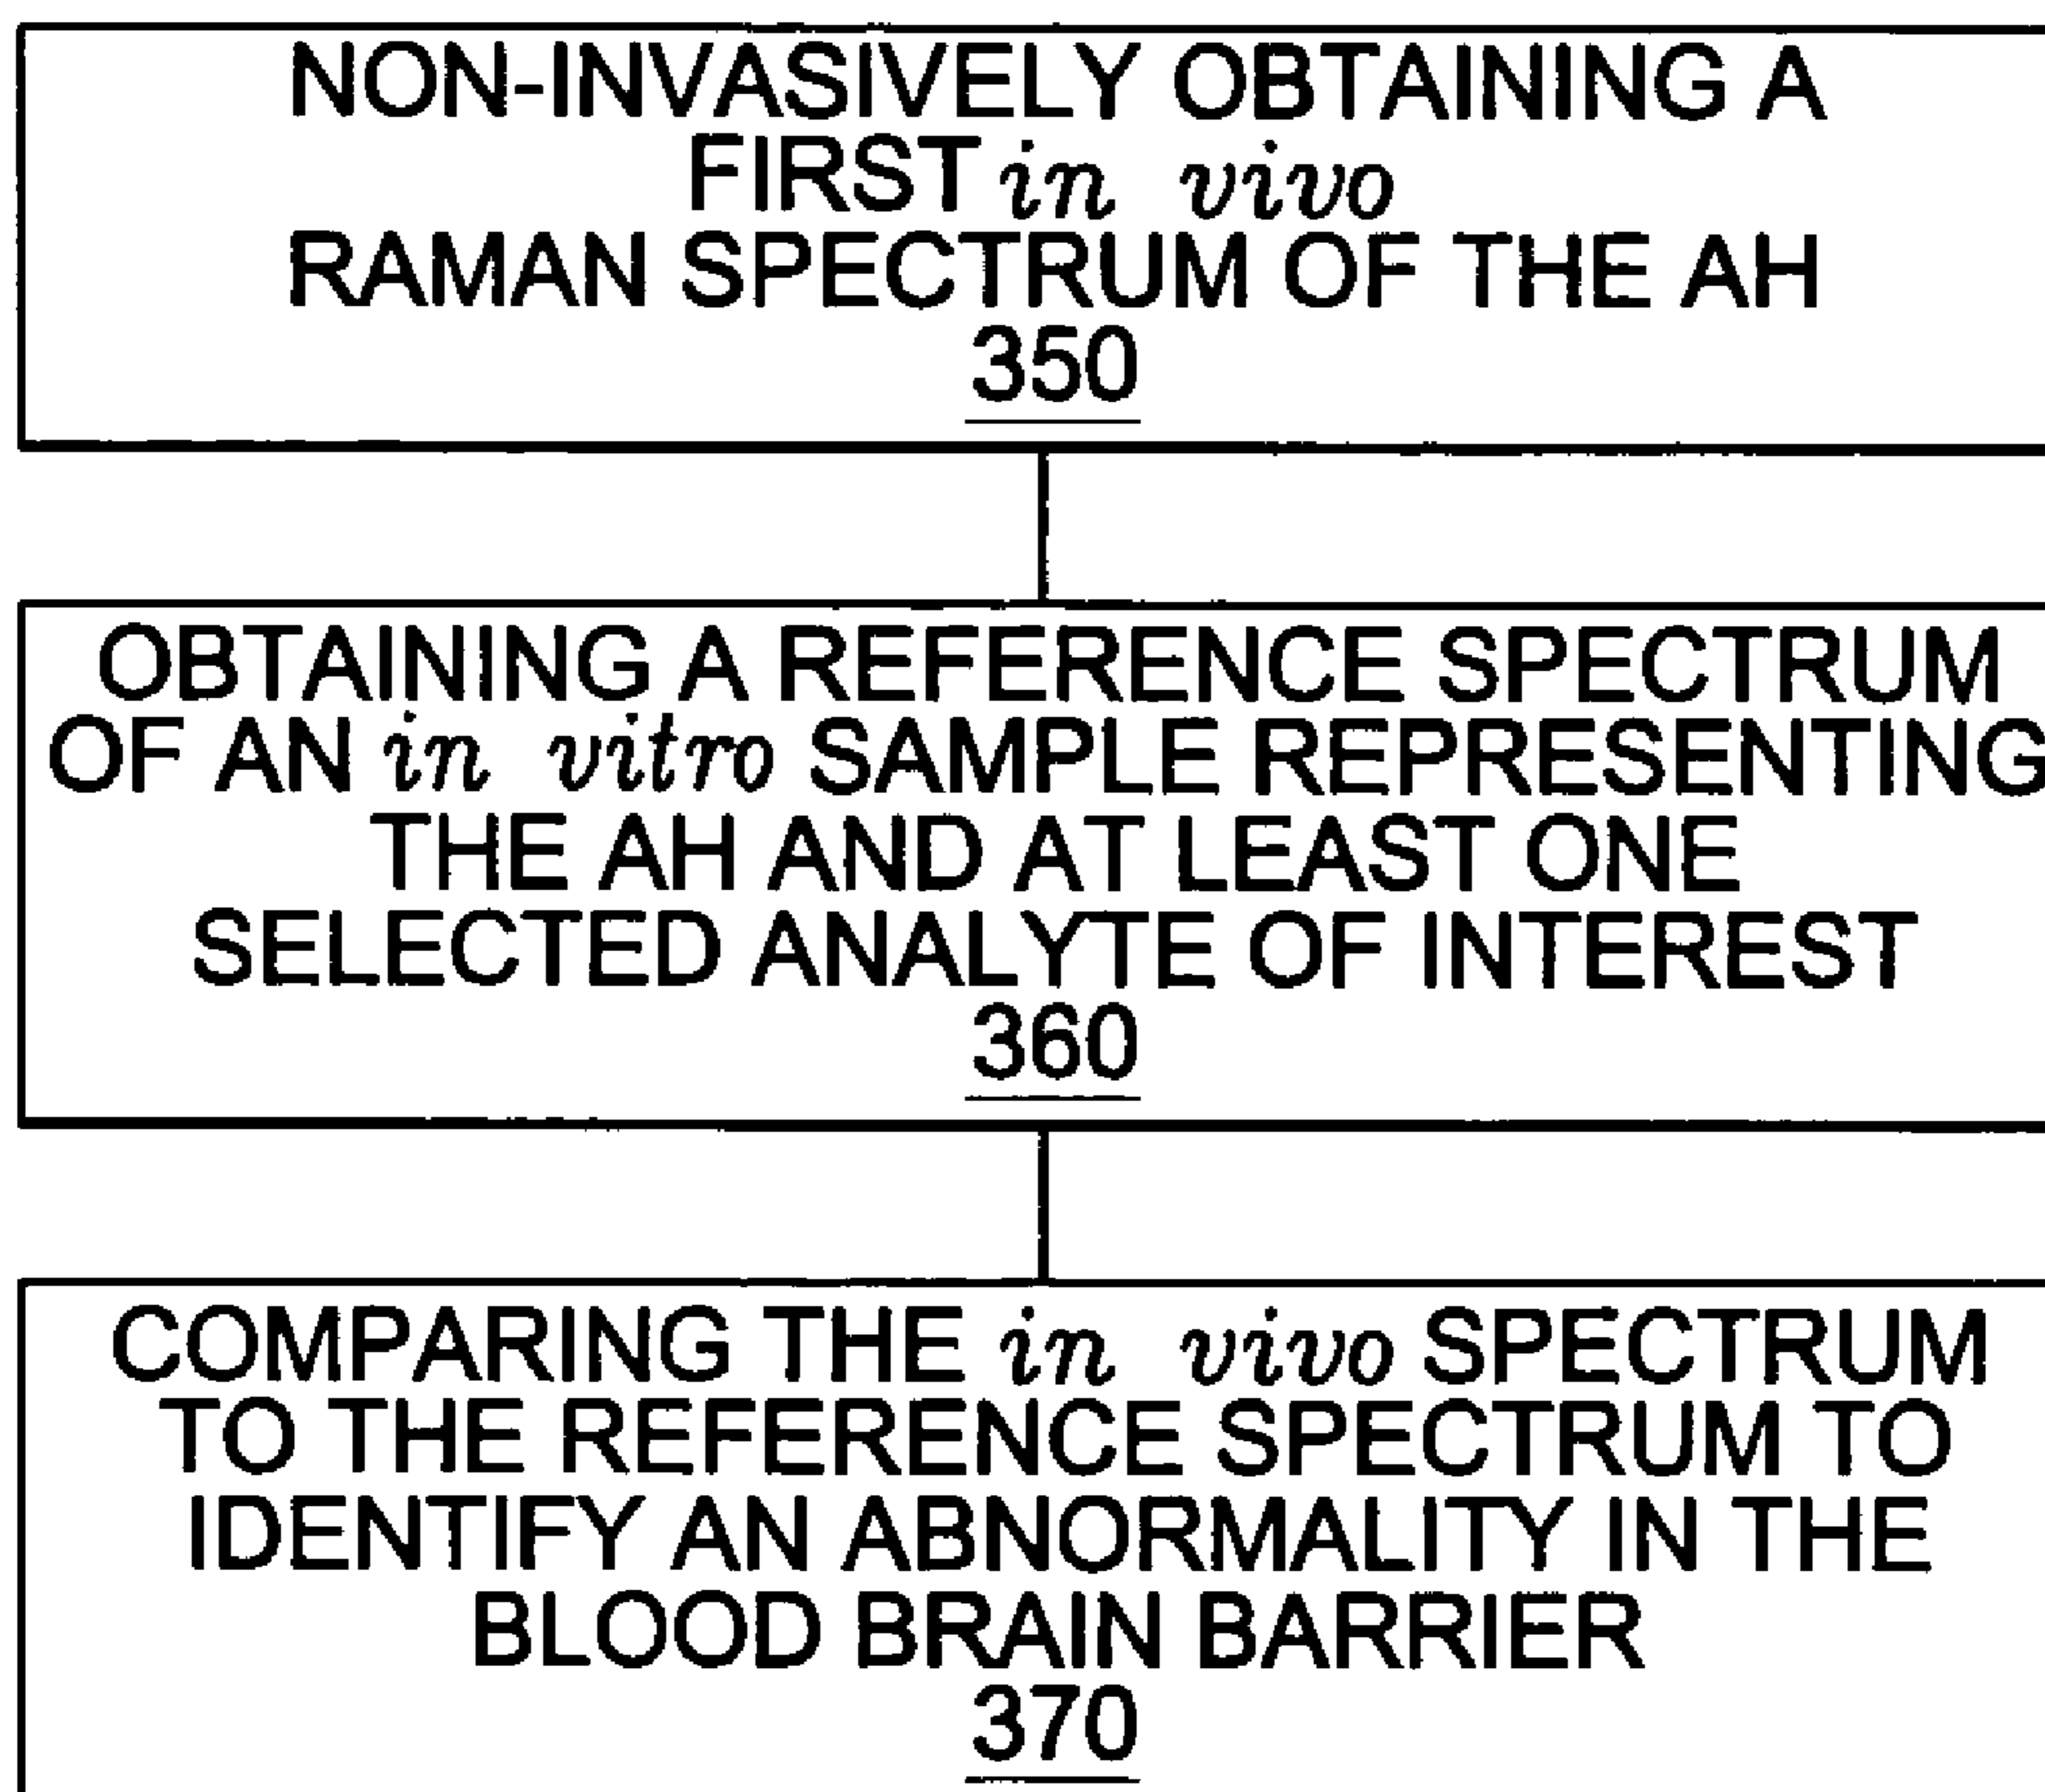 NON-INVASIVELY OBTAINING A
FIRST in vivo
RAMAN SPECTRUM OF THE AH
350
OBTAINING A REFERENCE SPECTRUM
OF AN in vitro SAMPLE REPRESENTING
THE AH AND AT LEAST ONE
SELECTED ANALYTE OF INTEREST
360
COMPARING THE in vivo SPECTRUM
TO THE REFERENCE SPECTRUM TO
IDENTIFY AN ABNORMALITY IN THE
BLOOD BRAIN BARRIER
370